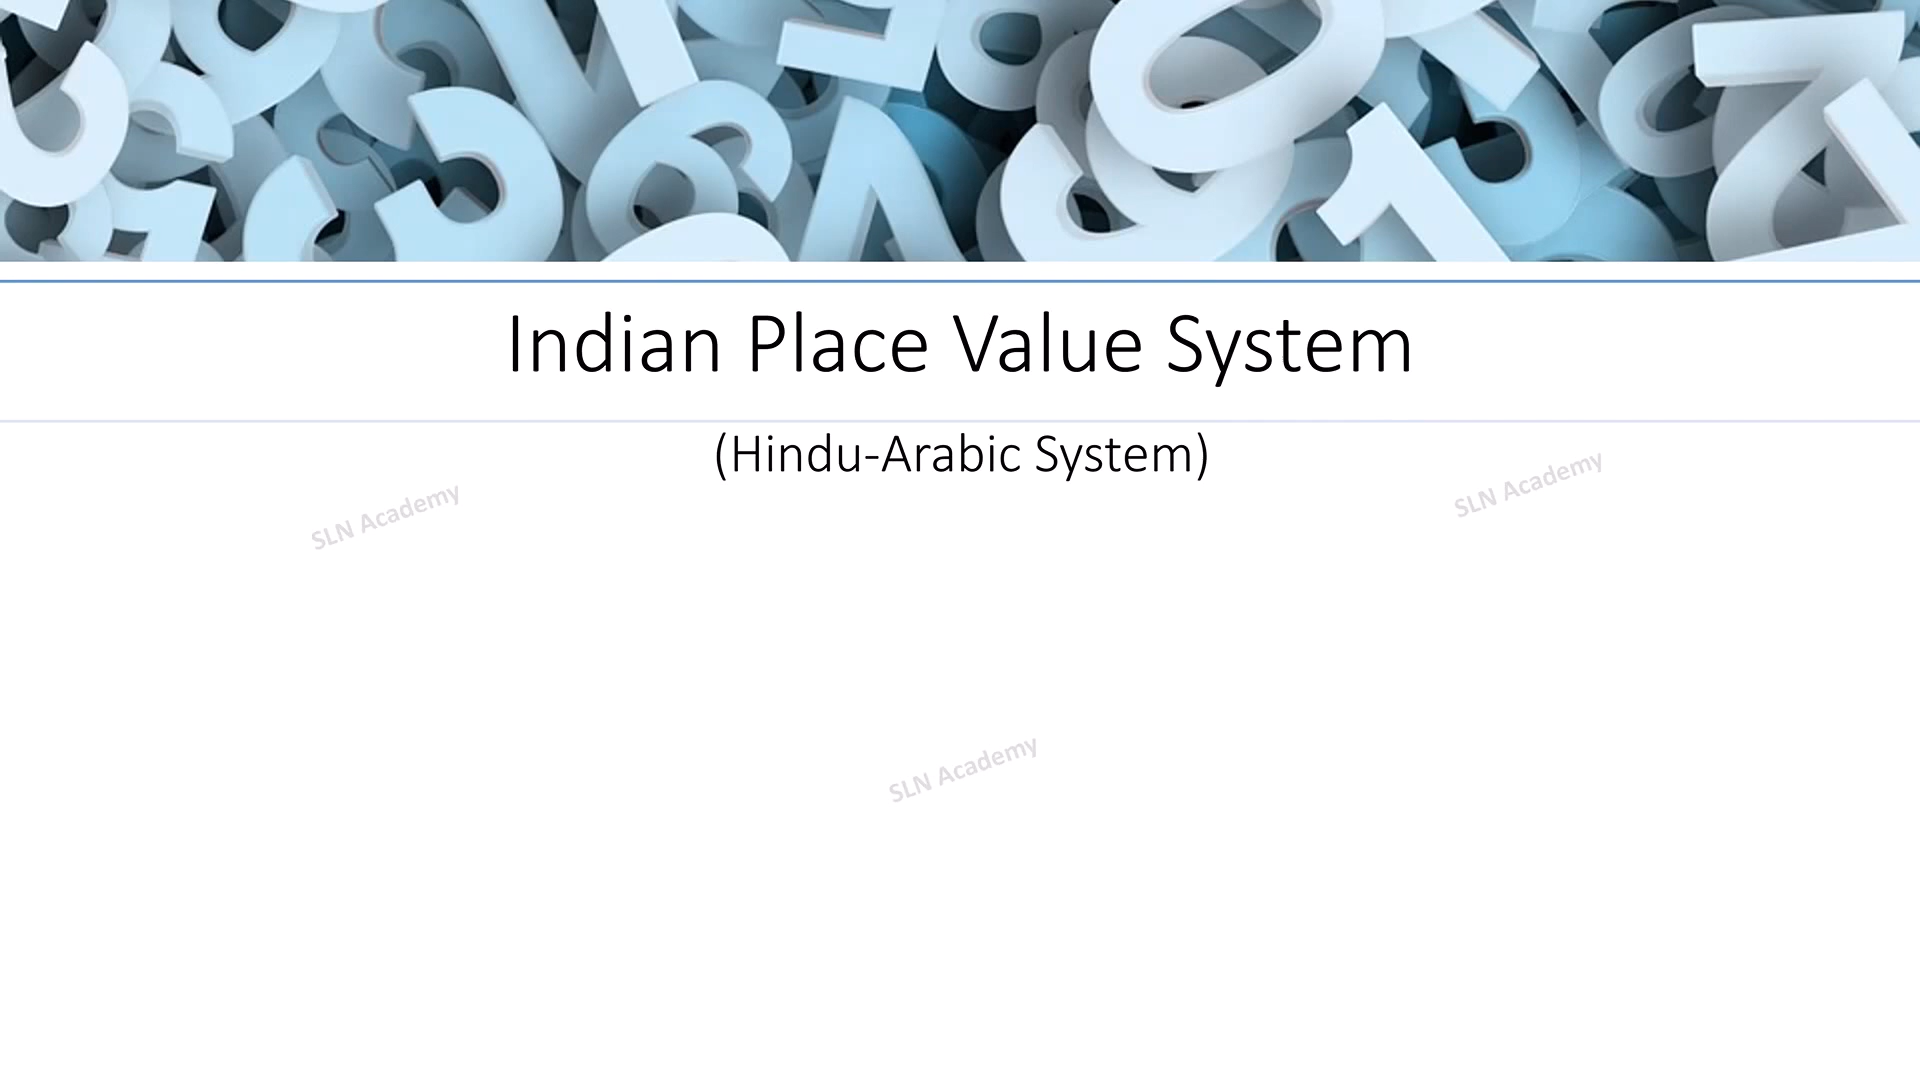 Indian Place Value System
(Hindu-Arabic System)
SLN Academy
SLN Academy
SLN Academy